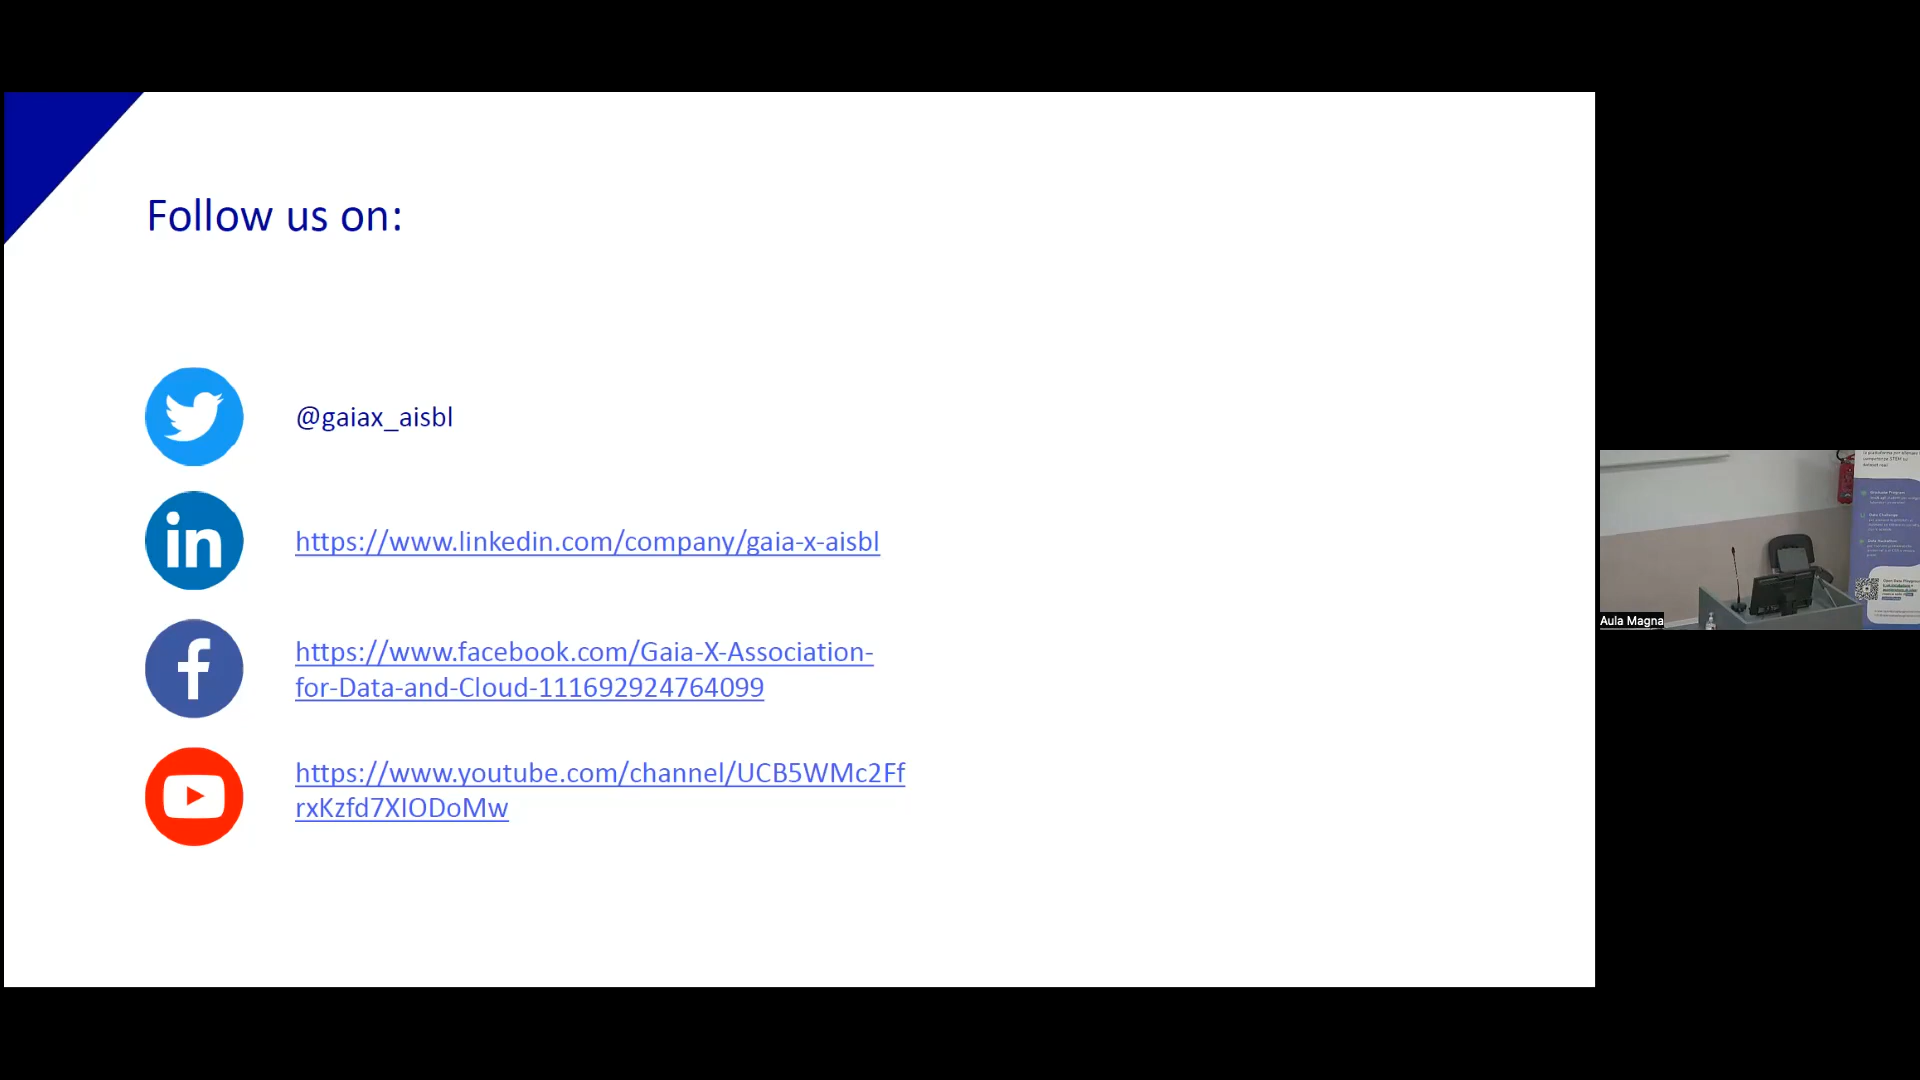 Follow us on:
@gaiax_aisbl
in
https://www.linkedin.com/company/gaia-x-aisbl
f
https://www.facebook.com/Gaia-X-Association-
for-Data-and-Cloud-111692924764099
https://www.youtube.com/channel/UCB5WMc2Ff
rxKzfd7XIODoMw
Aula Magna